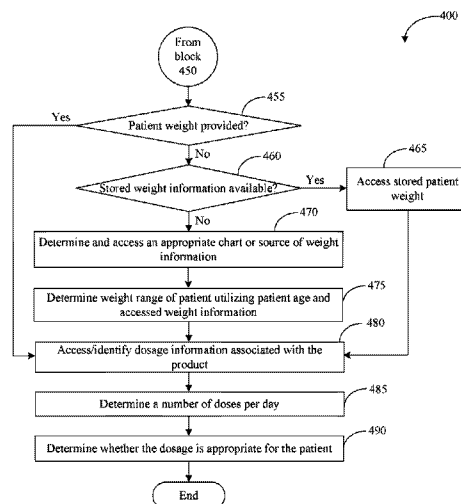 400
From
block
450
455
Yes
Patient weight provided?
No
460
465
Stored weight information available?
Yes
Access stored patient
weight
No
470
Determine and access an appropriate chart or source of weight
information
475
Determine weight range of patient utilizing patient age and
accessed weight information
480
Access/identify dosage information associated with the
product
485
Determine a number of doses per day
490
Determine whether the dosage is appropriate for the patient
End